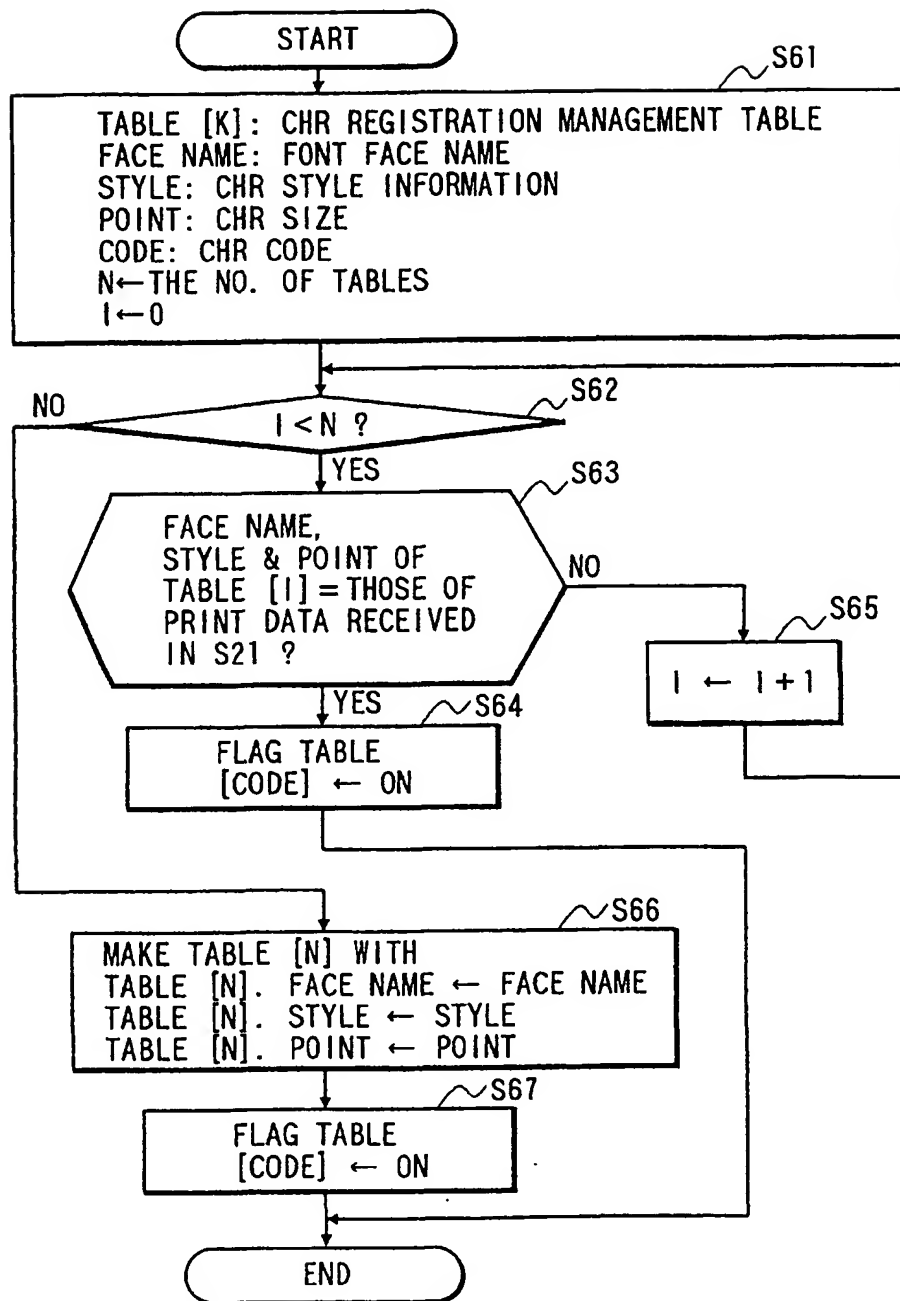 START
S61
TABLE [K]: CHR REGISTRATION MANAGEMENT TABLE
FACE NAME: FONT FACE NAME
STYLE: CHR STYLE INFORMATION
POINT: CHR SIZE
CODE: CHR CODE
N←THE NO. OF TABLES
I←0
S62
NO
I < N ?
YES
S63
FACE NAME,
STYLE & POINT OF
TABLE [I] = THOSE OF
PRINT DATA RECEIVED
IN S21 ?
NO
S65
I ← I+1
YES
S64
FLAG TABLE
[CODE] ← ON
S66
MAKE TABLE [N] WITH
TABLE [N]. FACE NAME ← FACE NAME
TABLE [N]. STYLE ← STYLE
TABLE [N]. POINT ← POINT
S67
FLAG TABLE
[CODE] ← ON
END